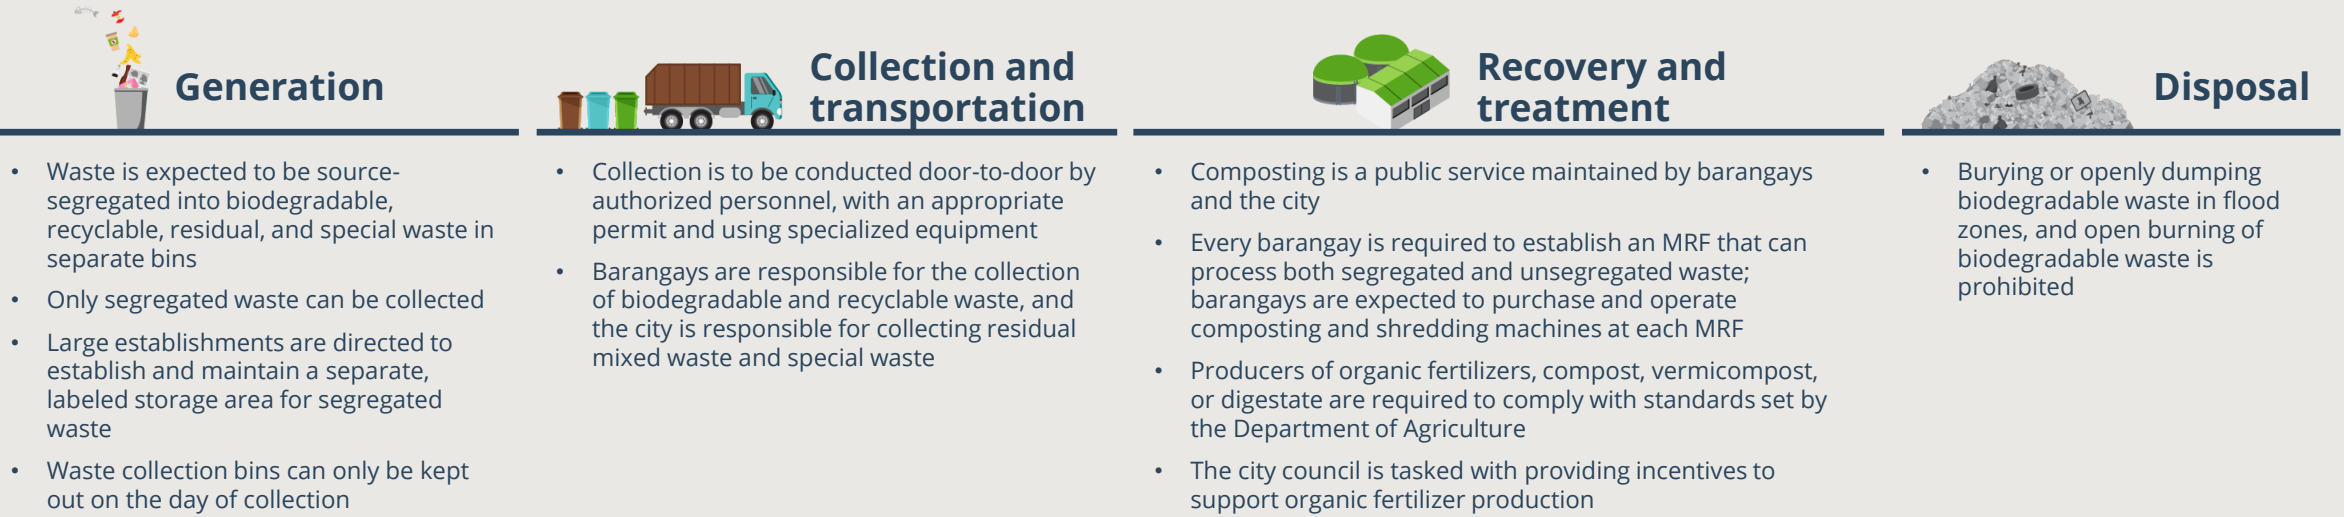 Generation
• Waste is expected to be source-
segregated into biodegradable,
recyclable, residual, and special waste in
separate bins
• Only segregated waste can be collected
• Large establishments are directed to
establish and maintain a separate,
labeled storage area for segregated
waste
• Waste collection bins can only be kept
out on the day of collection
Collection and
transportation
• Collection is to be conducted door-to-door by
authorized personnel, with an appropriate
permit and using specialized equipment
• Barangays are responsible for the collection
of biodegradable and recyclable waste, and
the city is responsible for collecting residual
mixed waste and special waste
Recovery and
treatment
• Composting is a public service maintained by barangays
and the city
• Every barangay is required to establish an MRF that can
process both segregated and unsegregated waste;
barangays are expected to purchase and operate
composting and shredding machines at each MRF
• Producers of organic fertilizers, compost, vermicompost,
or digestate are required to comply with standards set by
the Department of Agriculture
• The city council is tasked with providing incentives to
support organic fertilizer production
Disposal
• Burying or openly dumping
biodegradable waste in flood
zones, and open burning of
biodegradable waste is
prohibited